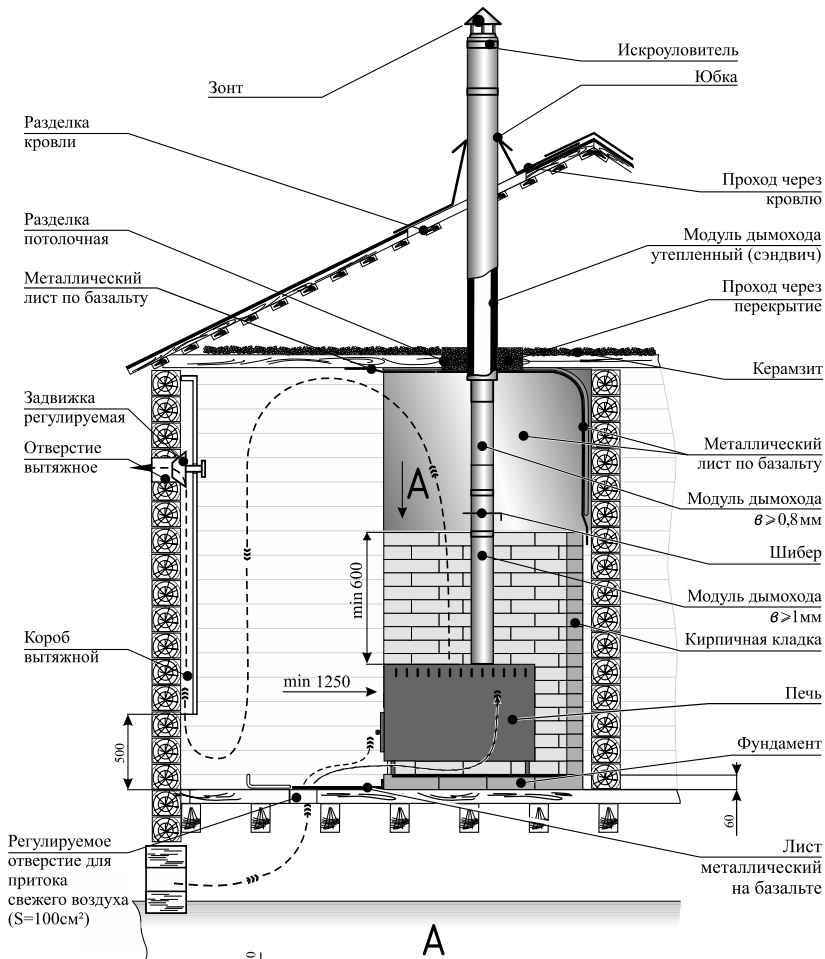 Искроуловитель
Юбка
Зонт
Разделка
кровли
Проход через
кровлю
Разделка
потолочная
Модуль дымохода
утепленный (сэндвич)
Металлический
лист по базальту
Проход через
перекрытие
Керамзит
Задвижка
регулируемая
Отверстие
вытяжное
Металлический
лист по базальту
А
Модуль дымохода
в⩾0,8мм
Шибер
min 600
Модуль дымохода
в⩾1мм
Кирпичная кладка
Короб
вытяжной
min 1250
Печь
500
Фундамент
60
Регулируемое
отверстие для
притока
свежего воздуха
(S=100см²)
Лист
металлический
на базальте
А